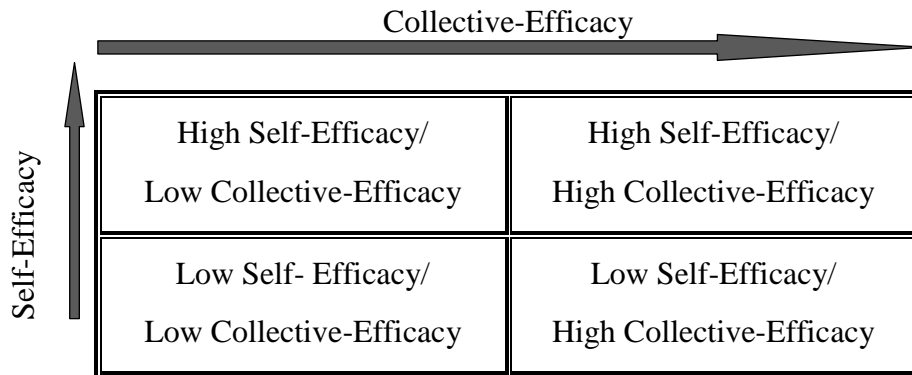 Collective-Efficacy
Self-Efficacy
High Self-Efficacy/
Low Collective-Efficacy
High Self-Efficacy/
High Collective-Efficacy
Low Self- Efficacy/
Low Collective-Efficacy
Low Self-Efficacy/
High Collective-Efficacy